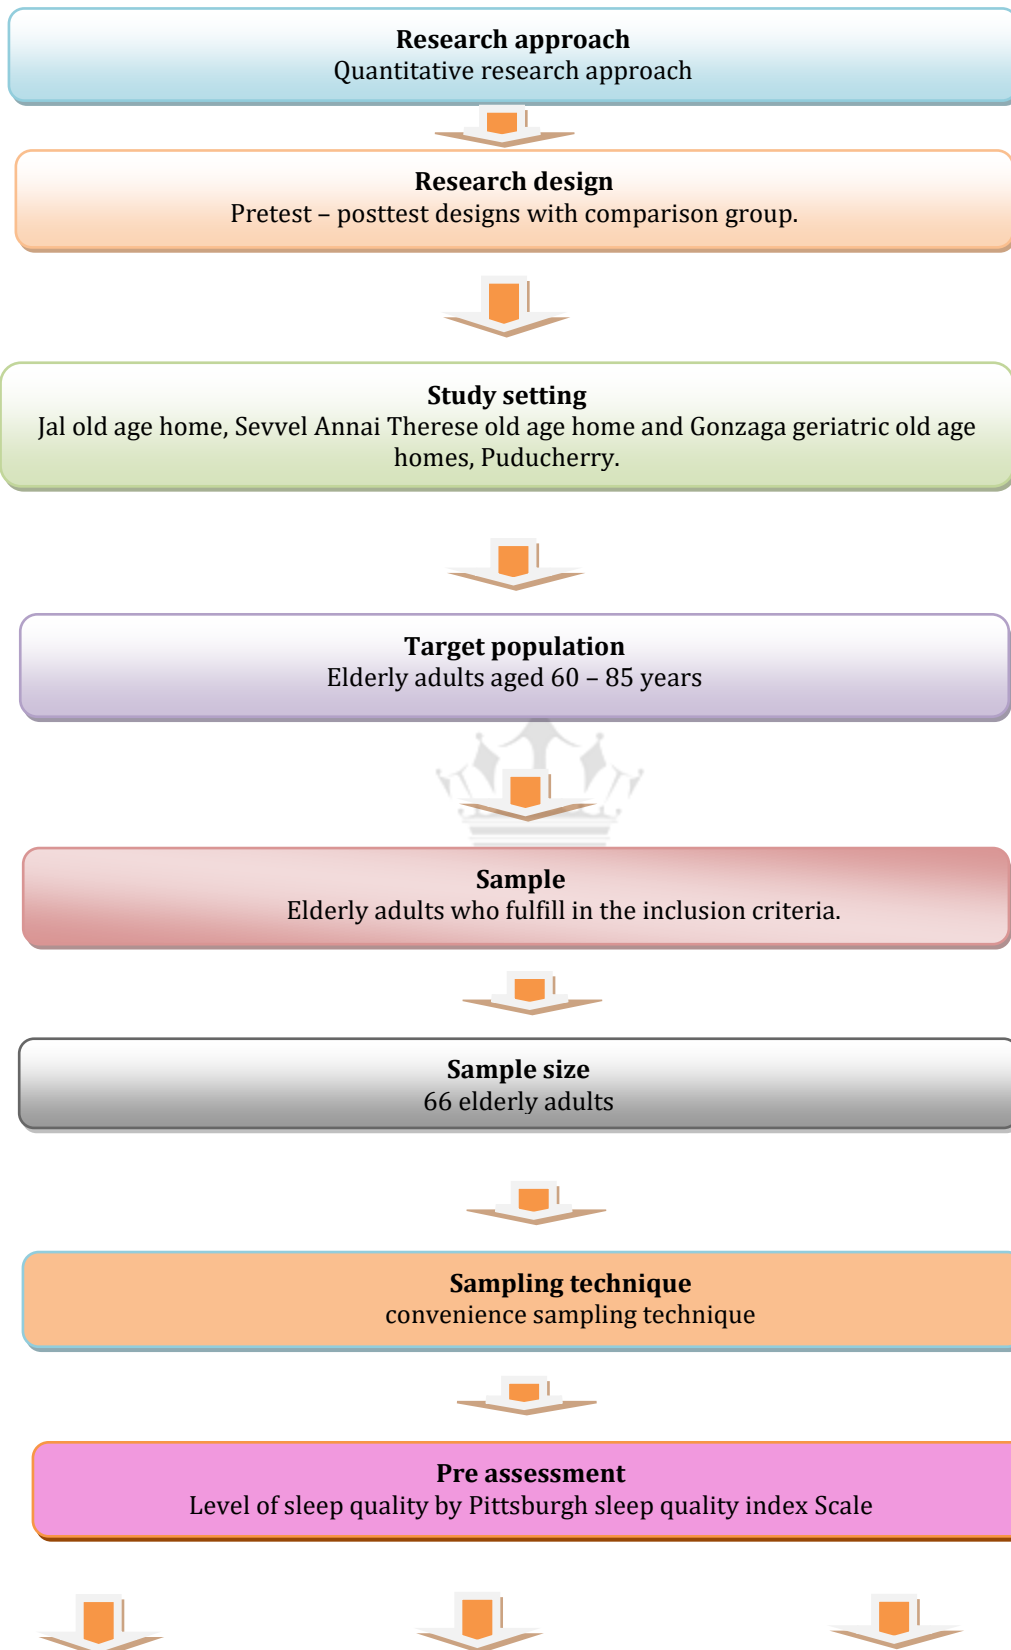 Research approach
Quantitative research approach
Research design
Pretest – posttest designs with comparison group.
Study setting
Jal old age home, Sevvel Annai Therese old age home and Gonzaga geriatric old age
homes, Puducherry.
Target population
Elderly adults aged 60 – 85 years
Sample
Elderly adults who fulfill in the inclusion criteria.
Sample size
66 elderly adults
Sampling technique
convenience sampling technique
Pre assessment
Level of sleep quality by Pittsburgh sleep quality index Scale